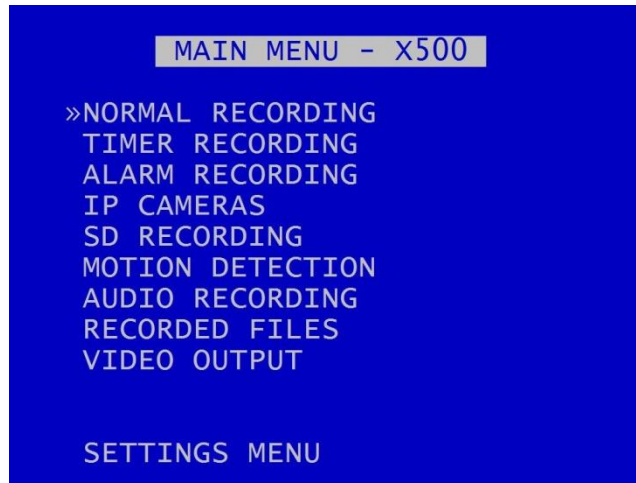 MAIN MENU - X500
»NORMAL RECORDING
TIMER RECORDING
ALARM RECORDING
IP CAMERAS
SD RECORDING
MOTION DETECTION
AUDIO RECORDING
RECORDED FILES
VIDEO OUTPUT
SETTINGS MENU